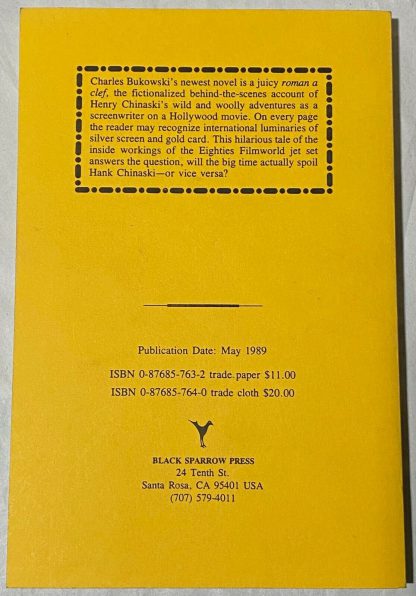 Charles Bukowski's newest novel is a juicy roman a
clef, the fictionalized behind-the-scenes account of
Henry Chinaski's wild and woolly adventures as a
screenwriter on a Hollywood movie. On every page
the reader may recognize international luminaries of
silver screen and gold card. This hilarious tale of the
inside workings of the Eighties Filmworld jet set
answers the question, will the big time actually spoil
Hank Chinaski—or vice versa?
Publication Date: May 1989
ISBN 0-87685-763-2 trade paper $11.00
ISBN 0-87685-764-0 trade cloth $20.00
BLACK SPARROW PRESS
24 Tenth St.
Santa Rosa, CA 95401 USA
(707) 579-4011